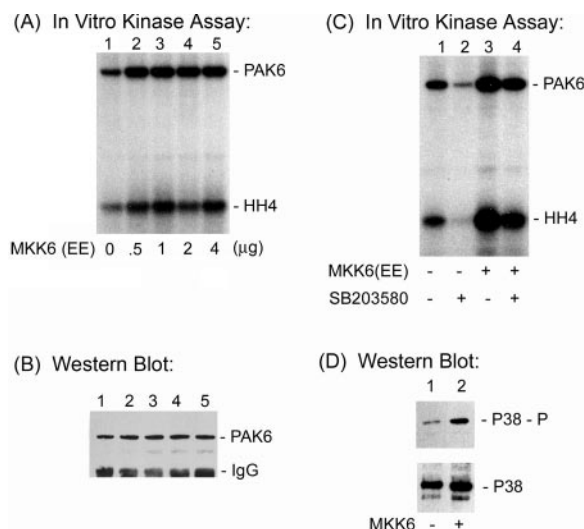 (A) In Vitro Kinase Assay:
1 2 3 4 5
- PAK6
- HH4
MKK6 (EE) 0 .5 1 2 4 (μg)
(B) Western Blot:
1 2 3 4 5
- PAK6
- IgG
(C) In Vitro Kinase Assay:
1 2 3 4
- PAK6
- HH4
MKK6(EE) - - + +
SB203580 - + - +
(D) Western Blot:
1 2
- P38 - P
- P38
MKK6 - +